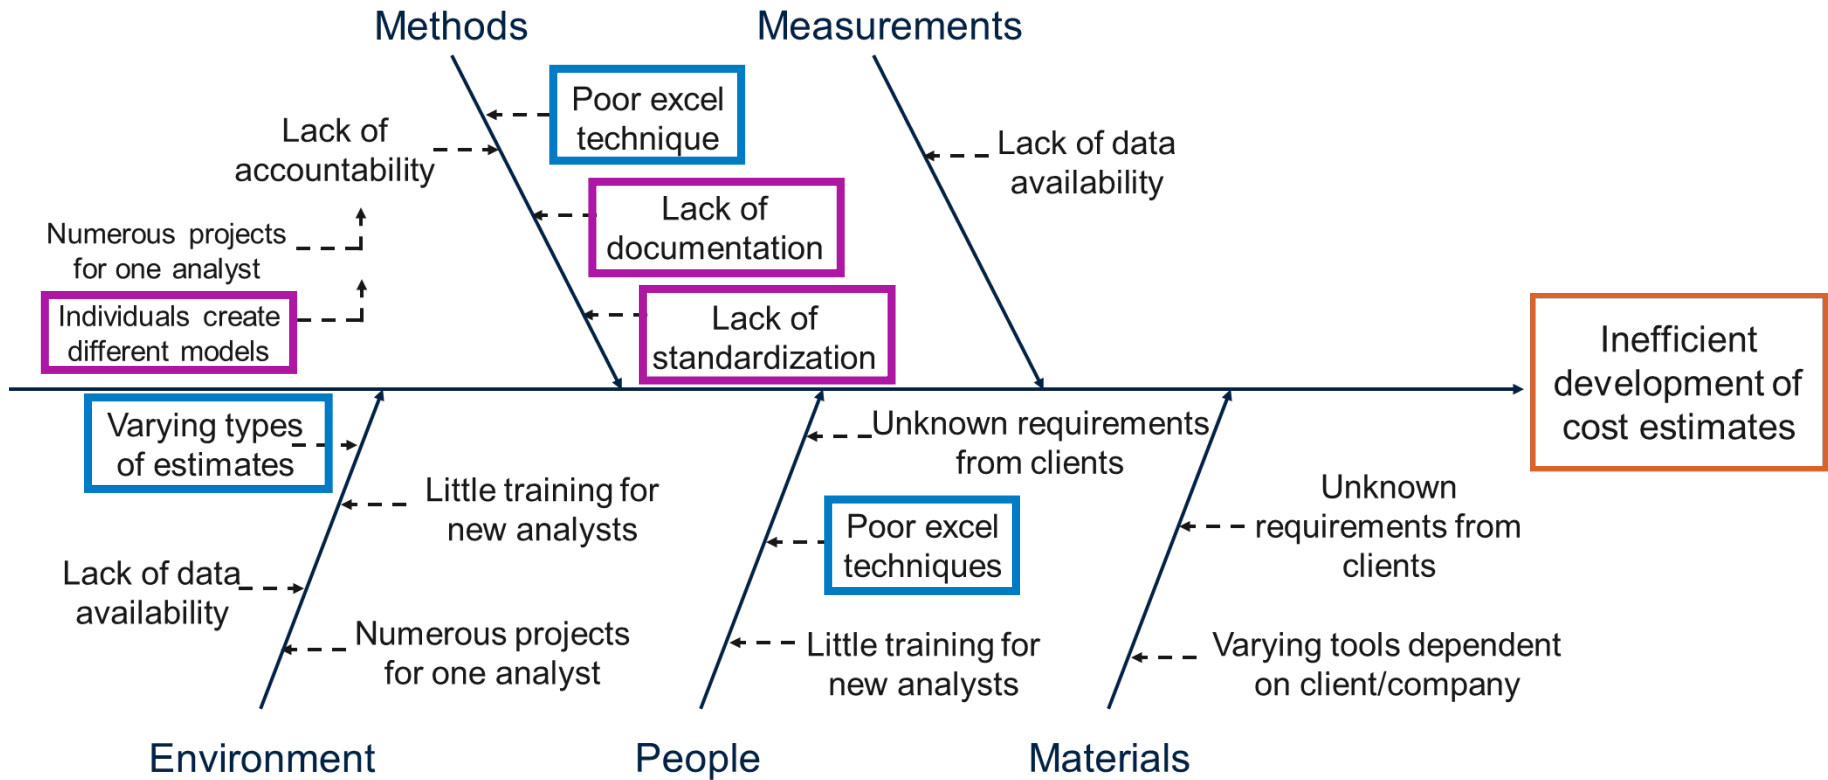 Methods
Measurements
Poor excel
technique
Lack of
accountability
Lack of data
availability
Lack of
documentation
Numerous projects
for one analyst
Individuals create
different models
Lack of
standardization
Inefficient
development of
cost estimates
Varying types
of estimates
Unknown requirements
from clients
Little training for
new analysts
Unknown
requirements from
clients
Poor excel
techniques
Lack of data
availability
Numerous projects
for one analyst
Little training for
new analysts
Varying tools dependent
on client/company
Environment
People
Materials